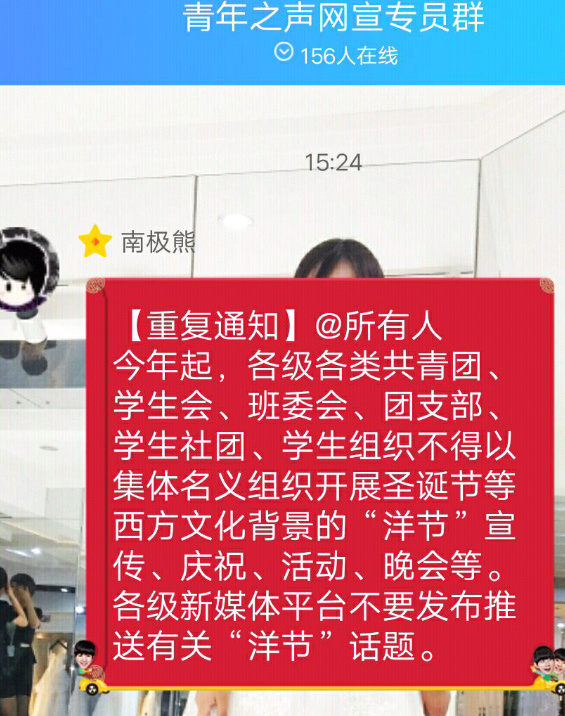 青年之声网宣专员群
156人在线
15:24
南极熊
【重复通知】@所有人
今年起，各级各类共青团、
学生会、班委会、团支部、
学生社团、学生组织不得以
集体名义组织开展圣诞节等
西方文化背景的“洋节”宣
传、庆祝、活动、晚会等。
各级新媒体平台不要发布推
送有关“洋节”话题。